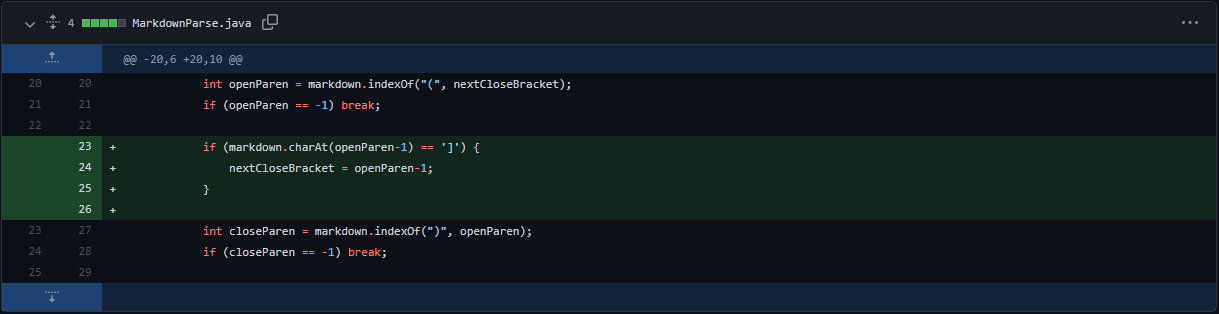 4 MarkdownParse.java
@@ -20,6 +20,10 @@
20 20 int openParen = markdown.indexOf("(", nextCloseBracket);
21 21 if (openParen == -1) break;
22 22
23 + if (markdown.charAt(openParen-1) == ']') {
24 + nextCloseBracket = openParen-1;
25 + }
26 +
23 27 int closeParen = markdown.indexOf(")", openParen);
24 28 if (closeParen == -1) break;
25 29